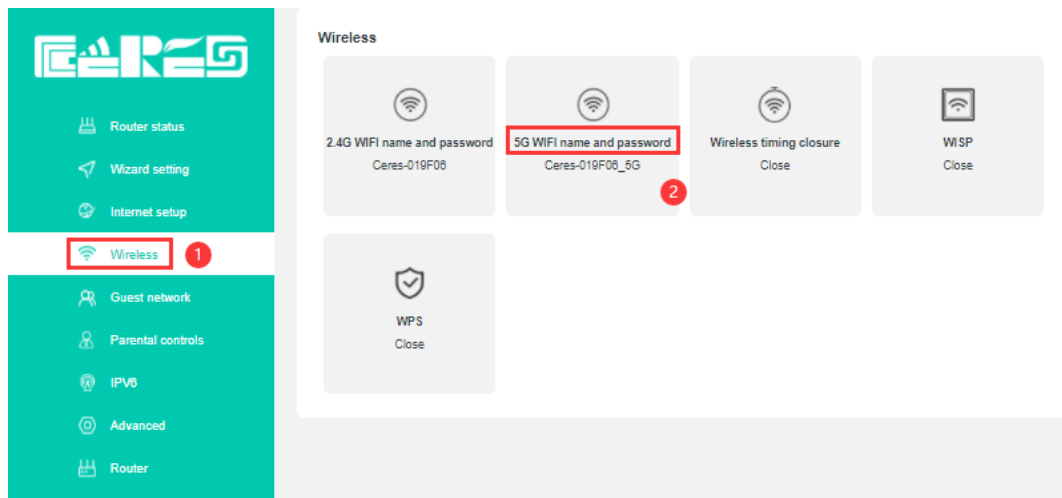 CERES
Router status
Wizard setting
Internet setup
Wireless
1
Guest network
Parental controls
IPV6
Advanced
Router
Wireless
2.4G WIFI name and password
Ceres-019F06
5G WIFI name and password
Ceres-019F06_5G
2
Wireless timing closure
Close
WISP
Close
WPS
Close